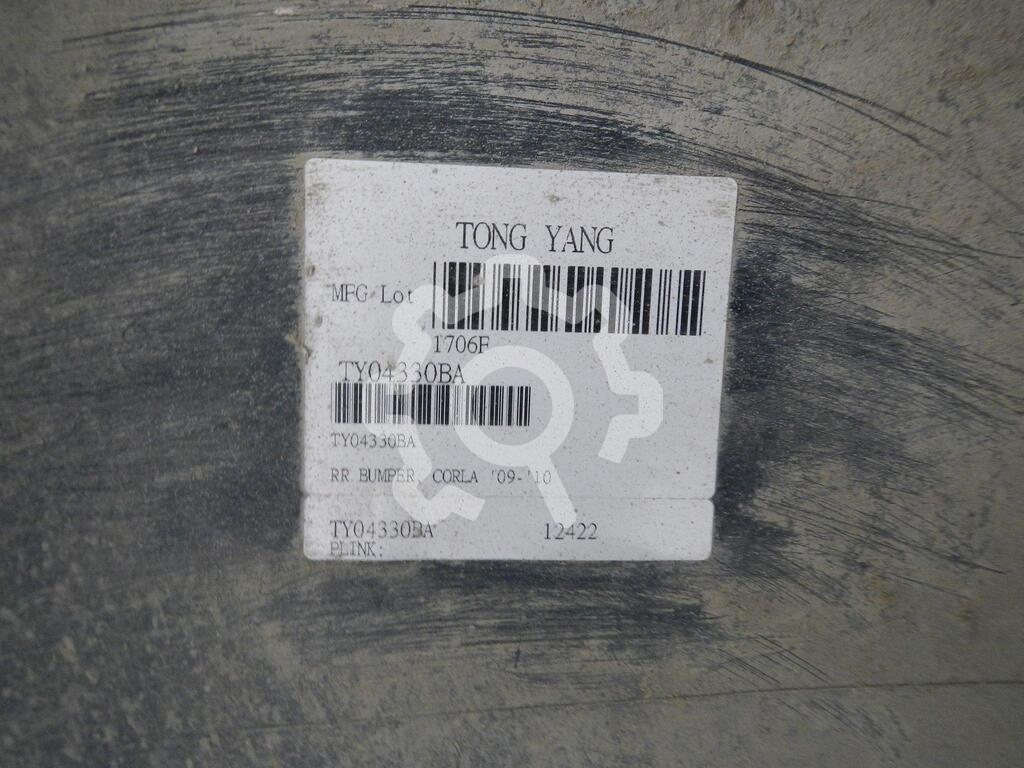 TONG YANG
MFG Lot
1706F
TY04330BA
TY04330BA
RR BUMPER, CORLA '09-'10
TY04330BA 12422
PLINK: